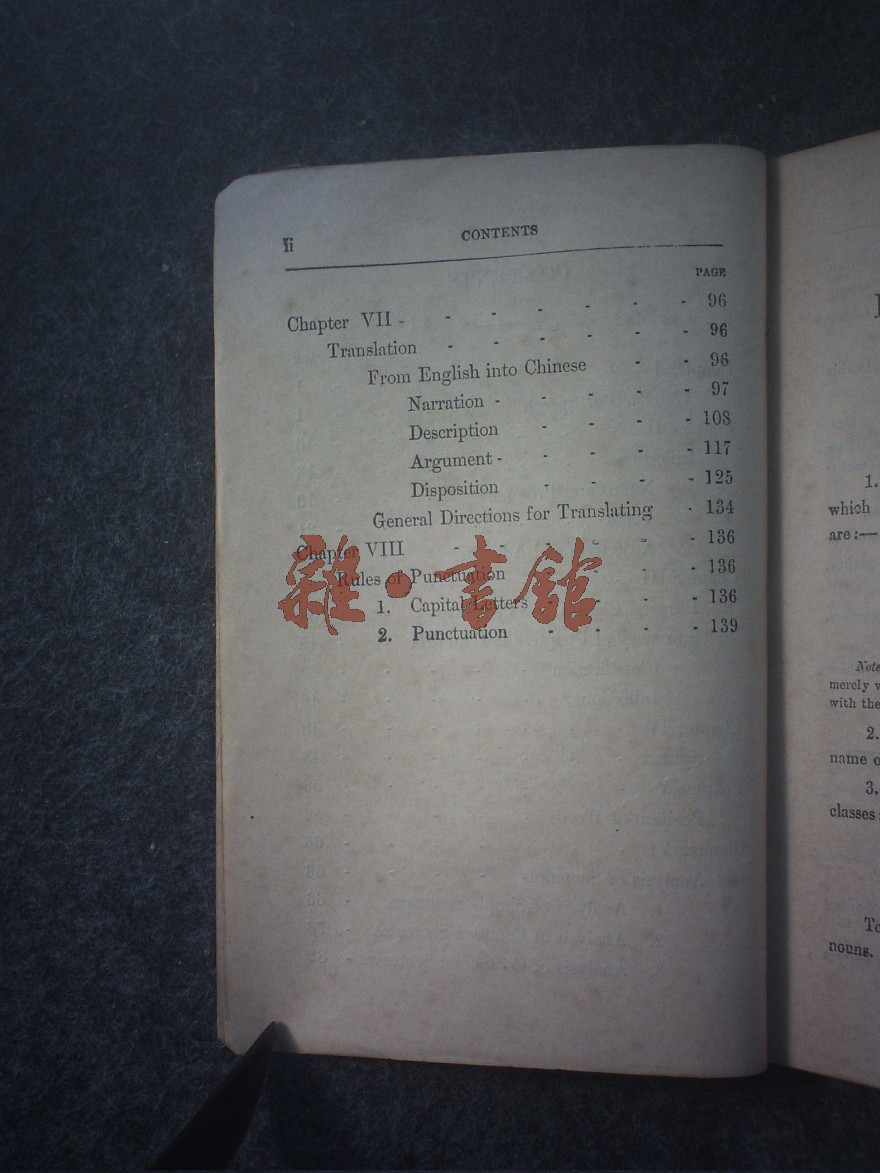 ii CONTENTS
PAGE
Chapter VII - - - - - - - 96
Translation - - - - - - 96
From English into Chinese - - 96
Narration - - - - - 97
Description - - - - 108
Argument - - - - - 117
Disposition - - - - 125
General Directions for Translating - 134
Chapter VIII - - - - - - 136
Rules of Punctuation - - - - 136
1. Capital Letters - - - - 136
2. Punctuation - - - - 139
雜·書館
1.
which
are:—
Note
merely
with the
2.
name
3.
classes
nouns.